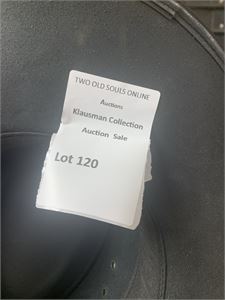 TWO OLD SOULS ONLINE
Auctions
Klausman Collection
Auction Sale
Lot 120